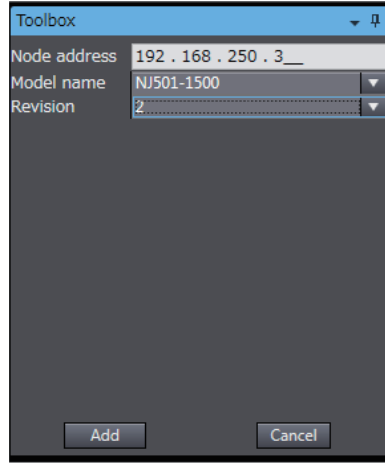 Toolbox
Node address 192 . 168 . 250 . 3__
Model name NJ501-1500
Revision 2
Add Cancel